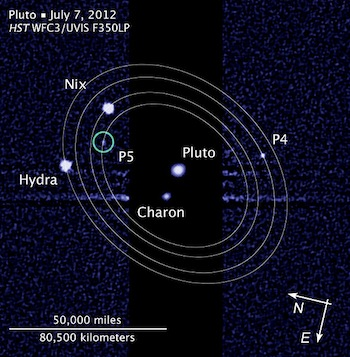 Pluto ▪ July 7, 2012
HST WFC3/UVIS F350LP
Nix
P4
P5
Pluto
Hydra
Charon
50,000 miles
80,500 kilometers
N
E